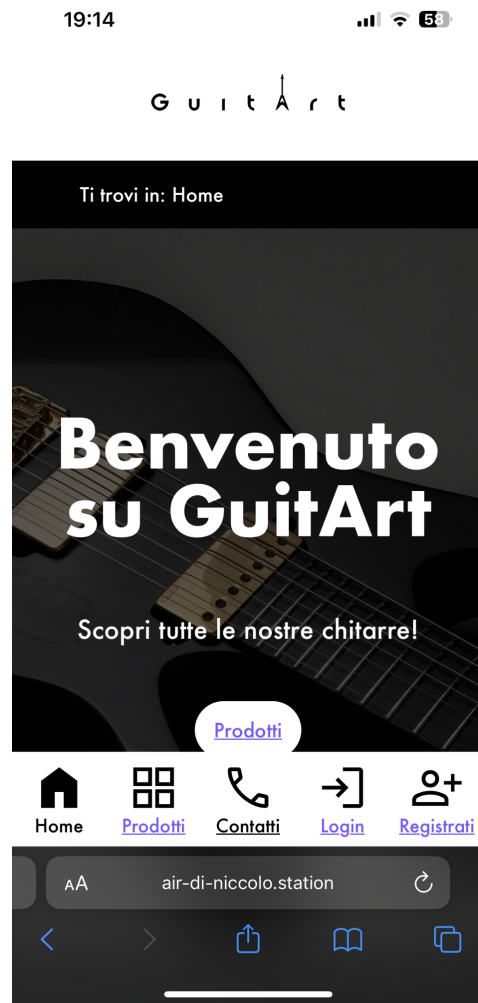 19:14
58
GuitArt
Ti trovi in: Home
Benvenuto
su GuitArt
Scopri tutte le nostre chitarre!
Prodotti
Home
Prodotti
Contatti
Login
Registrati
AA
air-di-niccolo.station